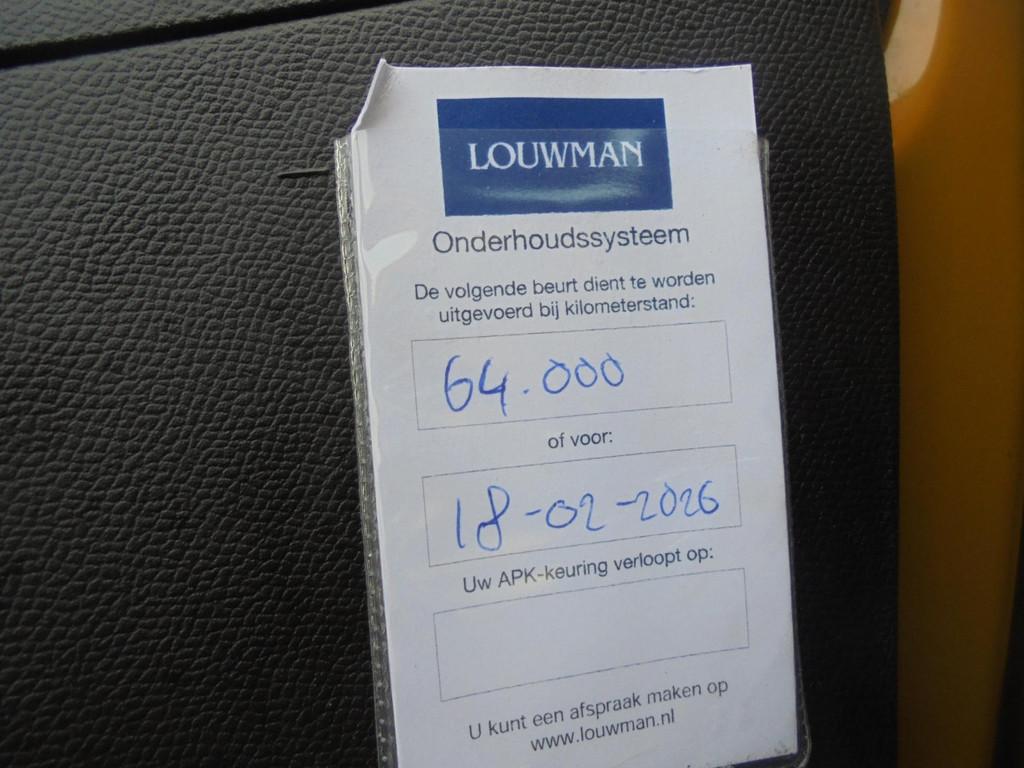 LOUWMAN
Onderhoudssysteem
De volgende beurt dient te worden
uitgevoerd bij kilometerstand:
64.000
of voor:
18-02-2026
Uw APK-keuring verloopt op:
U kunt een afspraak maken op
www.louwman.nl